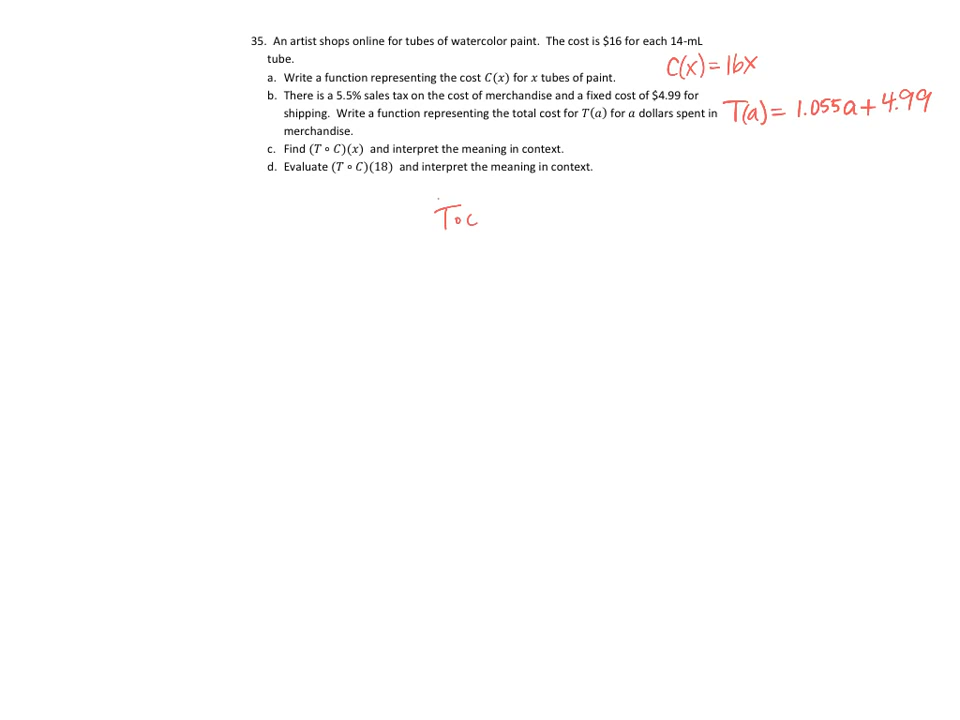 35. An artist shops online for tubes of watercolor paint. The cost is $16 for each 14-mL
tube.
a. Write a function representing the cost C(x) for x tubes of paint.
C(x) = 16x
b. There is a 5.5% sales tax on the cost of merchandise and a fixed cost of $4.99 for
shipping. Write a function representing the total cost for T(a) for a dollars spent in
merchandise.
T(a) = 1.055a + 4.99
c. Find (T ∘ C)(x) and interpret the meaning in context.
d. Evaluate (T ∘ C)(18) and interpret the meaning in context.
T∘C